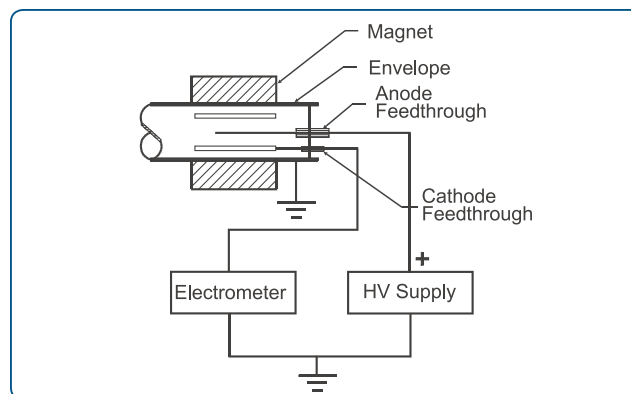 Magnet
Envelope
Anode
Feedthrough
Cathode
Feedthrough
+
Electrometer
HV Supply